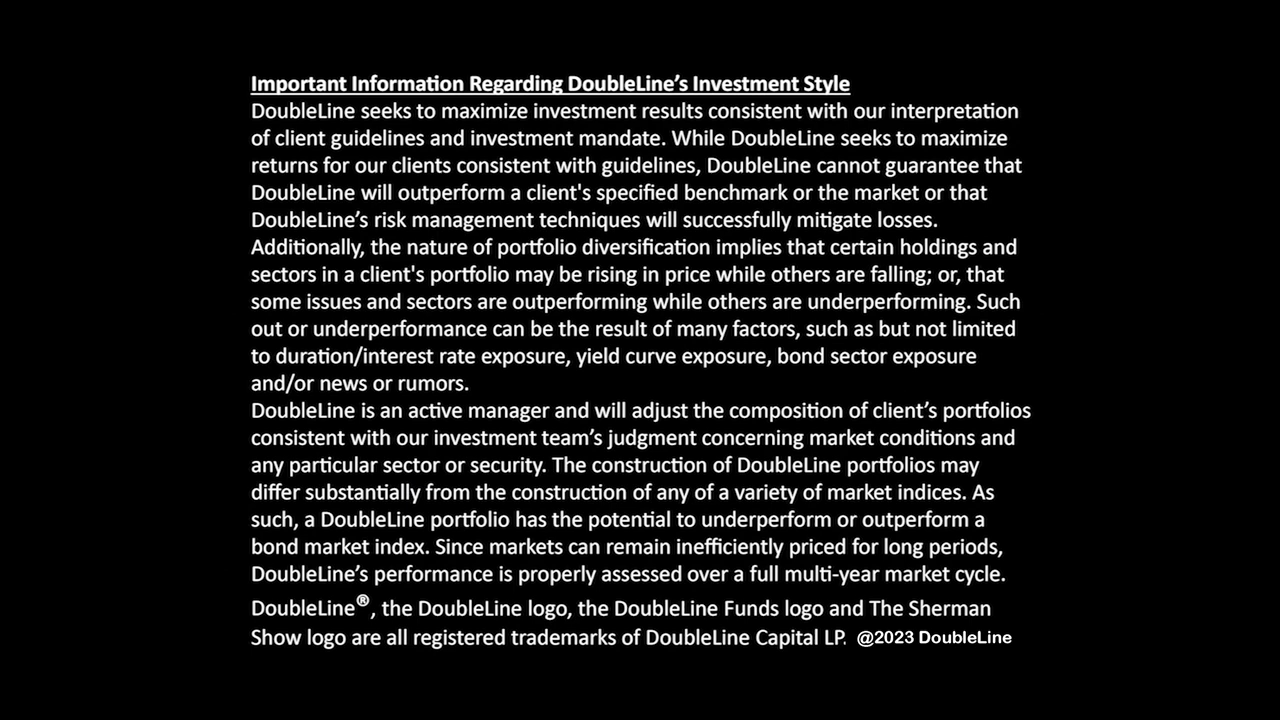 Important Information Regarding DoubleLine’s Investment Style
DoubleLine seeks to maximize investment results consistent with our interpretation
of client guidelines and investment mandate. While DoubleLine seeks to maximize
returns for our clients consistent with guidelines, DoubleLine cannot guarantee that
DoubleLine will outperform a client's specified benchmark or the market or that
DoubleLine’s risk management techniques will successfully mitigate losses.
Additionally, the nature of portfolio diversification implies that certain holdings and
sectors in a client's portfolio may be rising in price while others are falling; or, that
some issues and sectors are outperforming while others are underperforming. Such
out or underperformance can be the result of many factors, such as but not limited
to duration/interest rate exposure, yield curve exposure, bond sector exposure
and/or news or rumors.
DoubleLine is an active manager and will adjust the composition of client’s portfolios
consistent with our investment team’s judgment concerning market conditions and
any particular sector or security. The construction of DoubleLine portfolios may
differ substantially from the construction of any of a variety of market indices. As
such, a DoubleLine portfolio has the potential to underperform or outperform a
bond market index. Since markets can remain inefficiently priced for long periods,
DoubleLine’s performance is properly assessed over a full multi-year market cycle.
DoubleLine®, the DoubleLine logo, the DoubleLine Funds logo and The Sherman
Show logo are all registered trademarks of DoubleLine Capital LP. @2023 DoubleLine